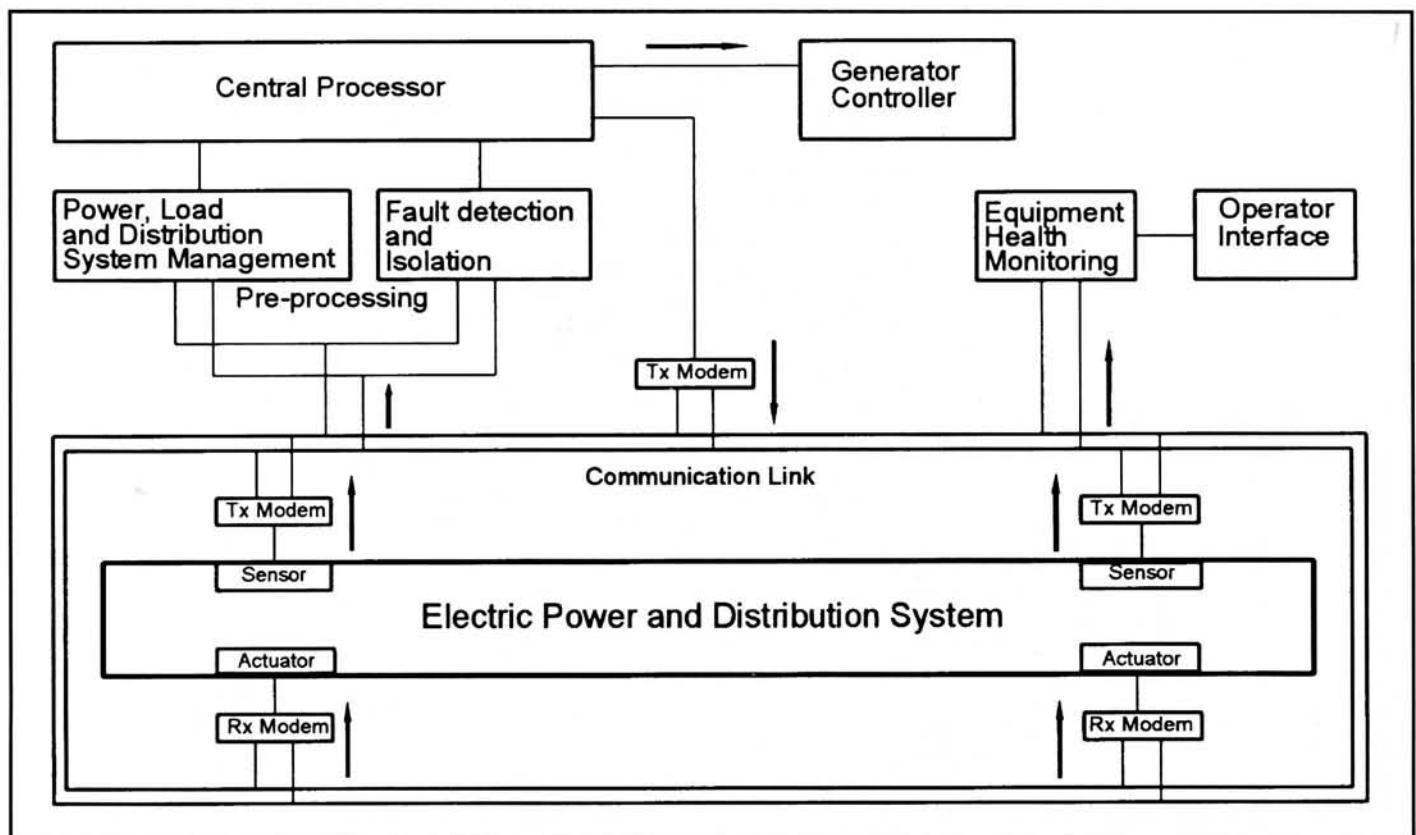 Central Processor
Generator
Controller
Power, Load
and Distribution
System Management
Fault detection
and
Isolation
Equipment
Health
Monitoring
Operator
Interface
Pre-processing
Tx Modem
Communication Link
Tx Modem
Tx Modem
Sensor
Sensor
Electric Power and Distribution System
Actuator
Actuator
Rx Modem
Rx Modem